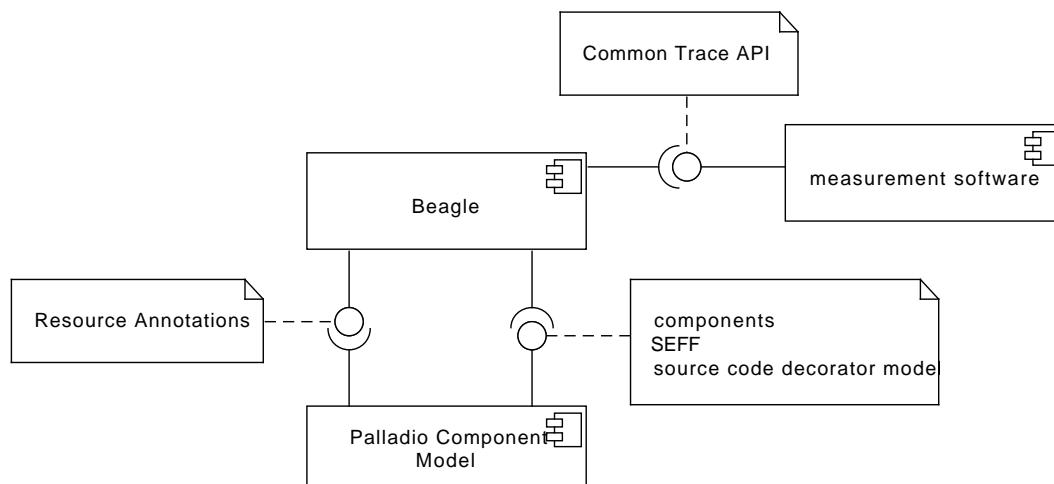 Common Trace API
measurement software
Beagle
Resource Annotations
components
SEFF
source code decorator model
Palladio Component
Model